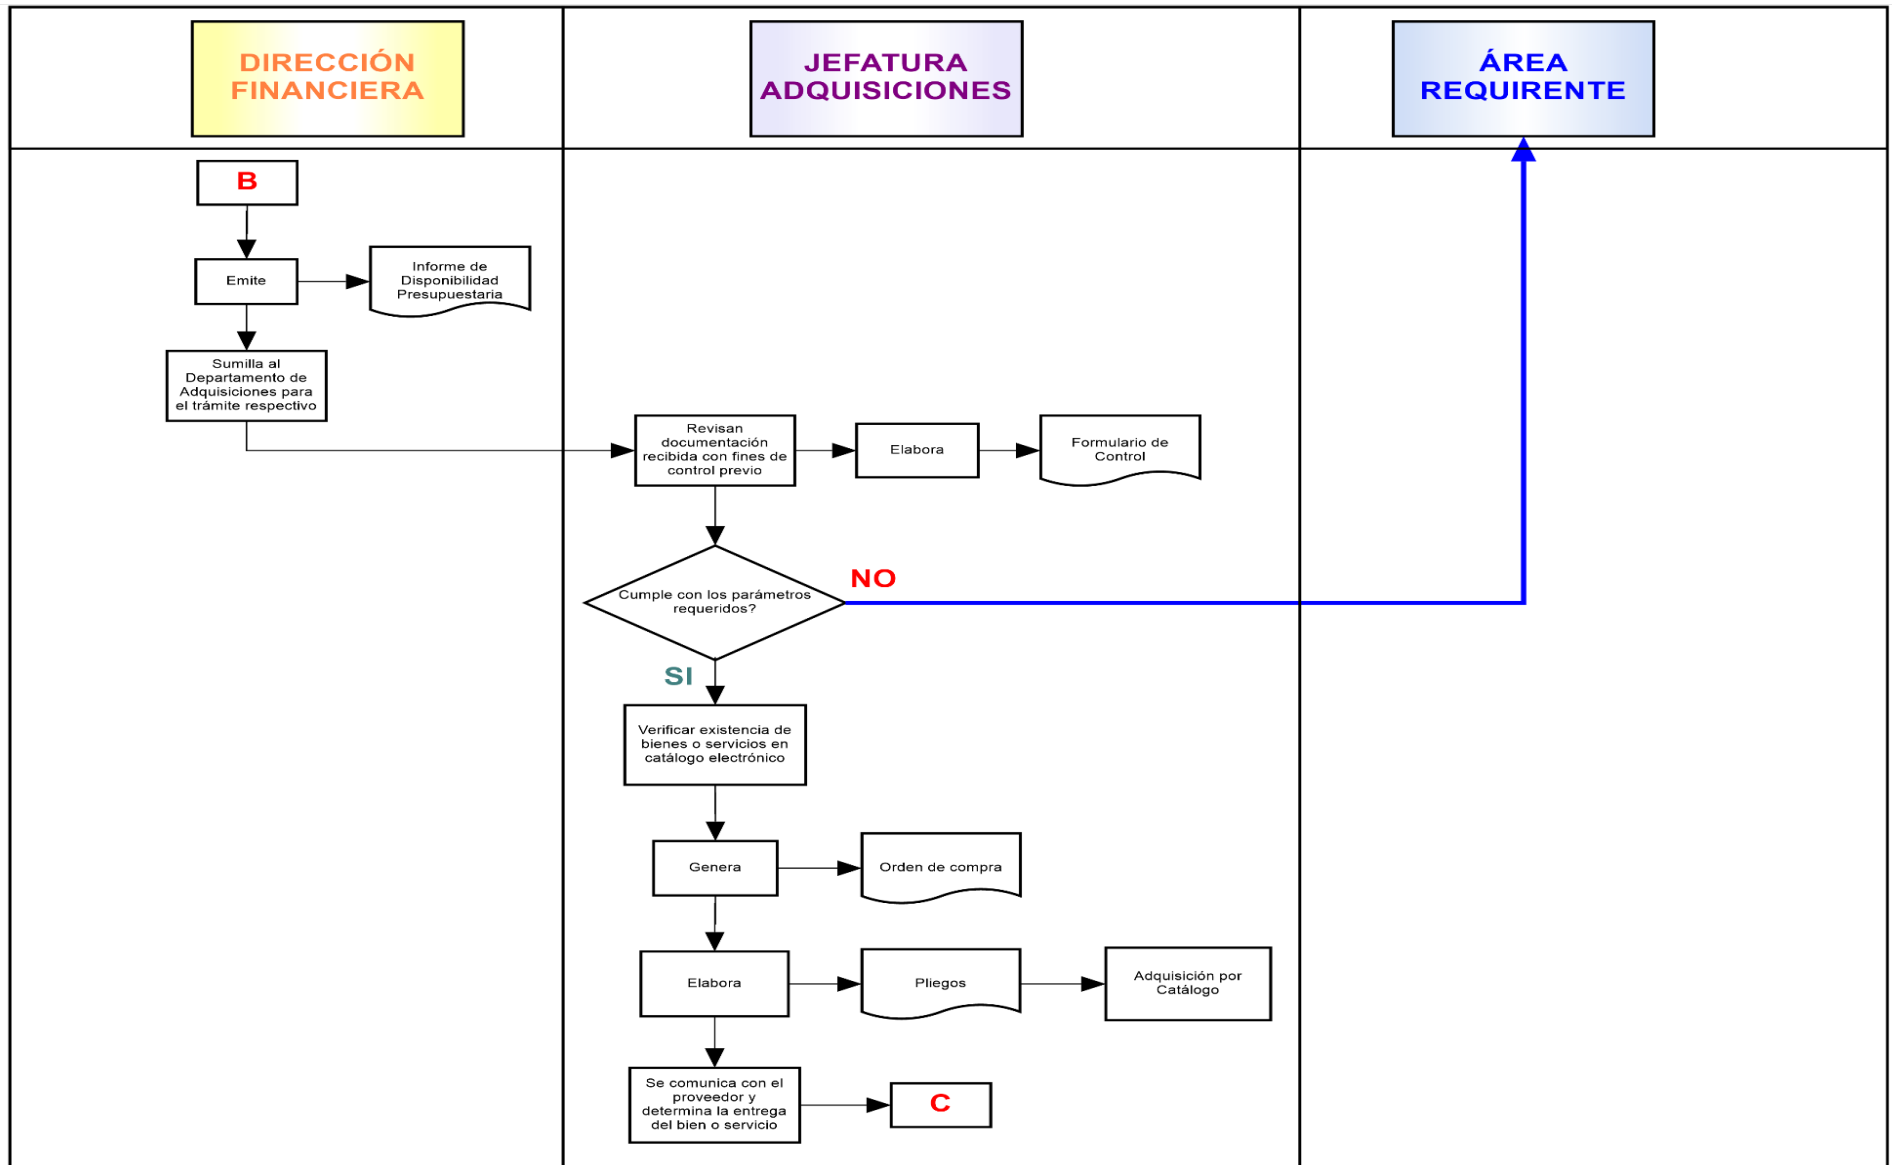 DIRECCIÓN
FINANCIERA
JEFATURA
ADQUISICIONES
ÁREA
REQUIRENTE
B
Emite
Informe de
Disponibilidad
Presupuestaria
Sumilla al
Departamento de
Adquisiciones para
el trámite respectivo
Revisan
documentación
recibida con fines de
control previo
Elabora
Formulario de
Control
Cumple con los parámetros
requeridos?
NO
SI
Verificar existencia de
bienes o servicios en
catálogo electrónico
Genera
Orden de compra
Elabora
Pliegos
Adquisición por
Catálogo
Se comunica con el
proveedor y
determina la entrega
del bien o servicio
C